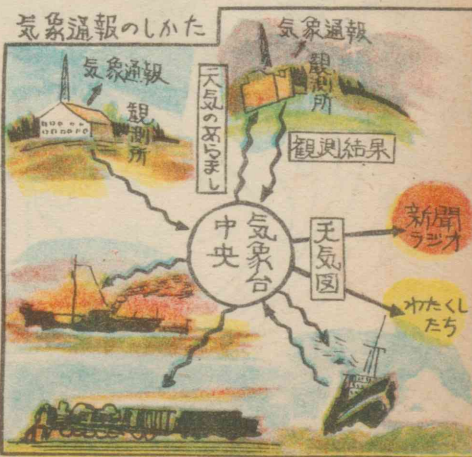 気象通報のしかた
気象通報
観測所
気象通報
観測所
天気のあらまし
観測結果
中央
気象台
天気図
新聞
ラジオ
わたくし
たち